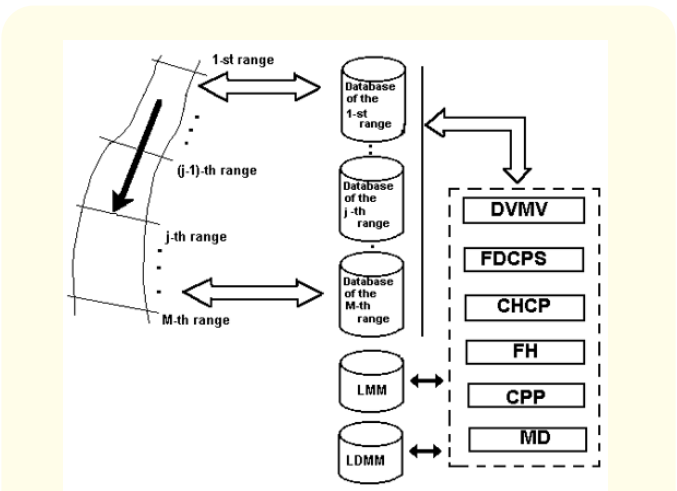 1-st range
(j-1)-th range
j-th range
M-th range
Database
of the
1-st
range
Database
of the
j -th
range
Database
of the
M-th
range
LMM
LDMM
DVMV
FDCPS
CHCP
FH
CPP
MD